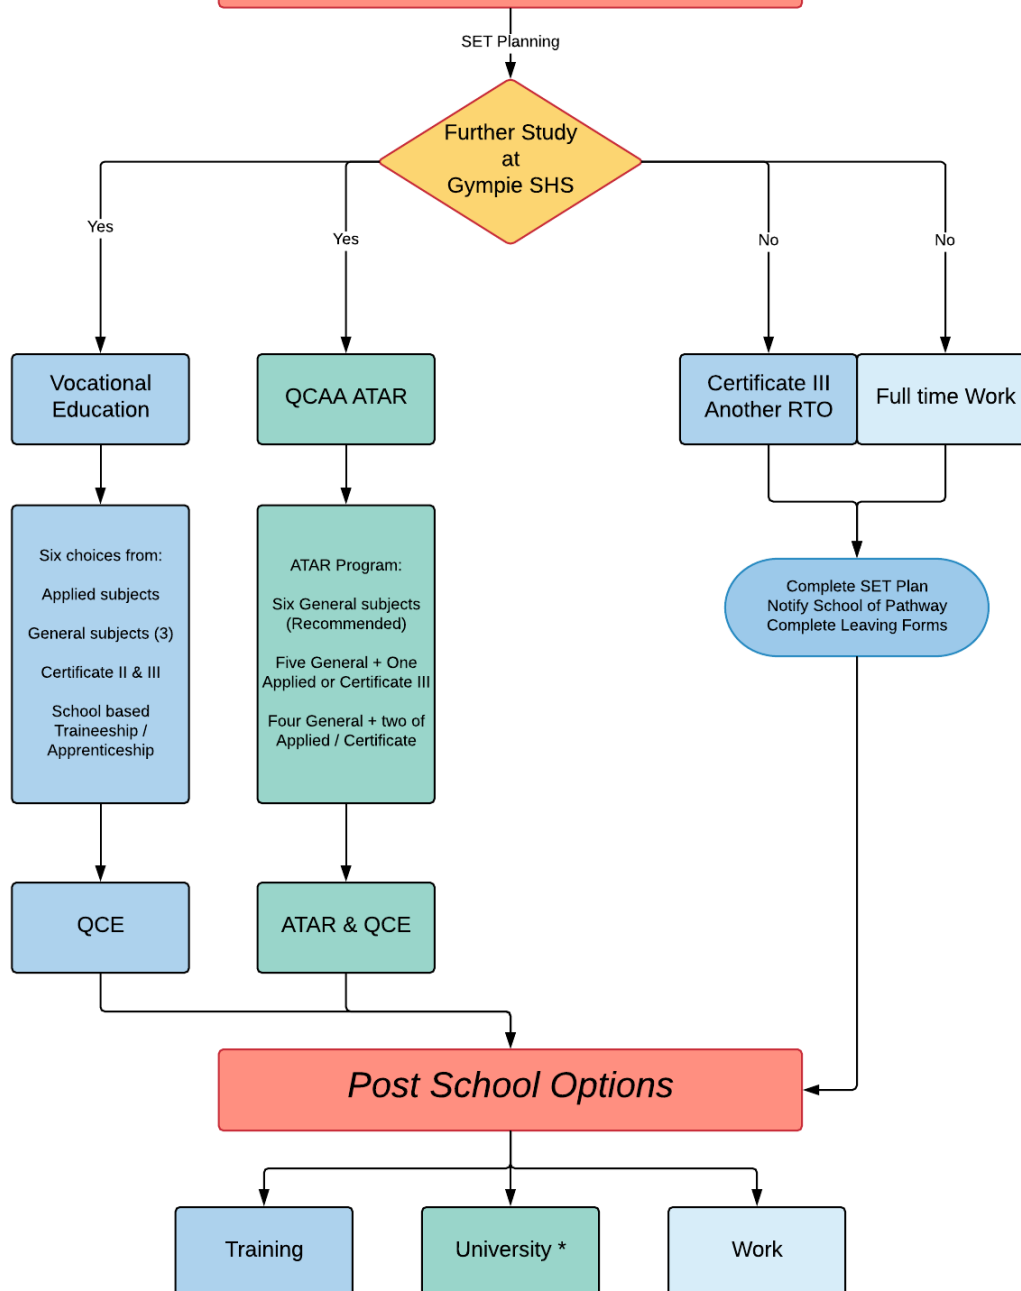 SET Planning
Further Study
at
Gympie SHS
Yes
Yes
No
No
Vocational
Education
QCAA ATAR
Certificate III
Another RTO
Full time Work
Six choices from:
Applied subjects
General subjects (3)
Certificate II & III
School based
Traineeship /
Apprenticeship
ATAR Program:
Six General subjects
(Recommended)
Five General + One
Applied or Certificate III
Four General + two of
Applied / Certificate
Complete SET Plan
Notify School of Pathway
Complete Leaving Forms
QCE
ATAR & QCE
Post School Options
Training
University *
Work